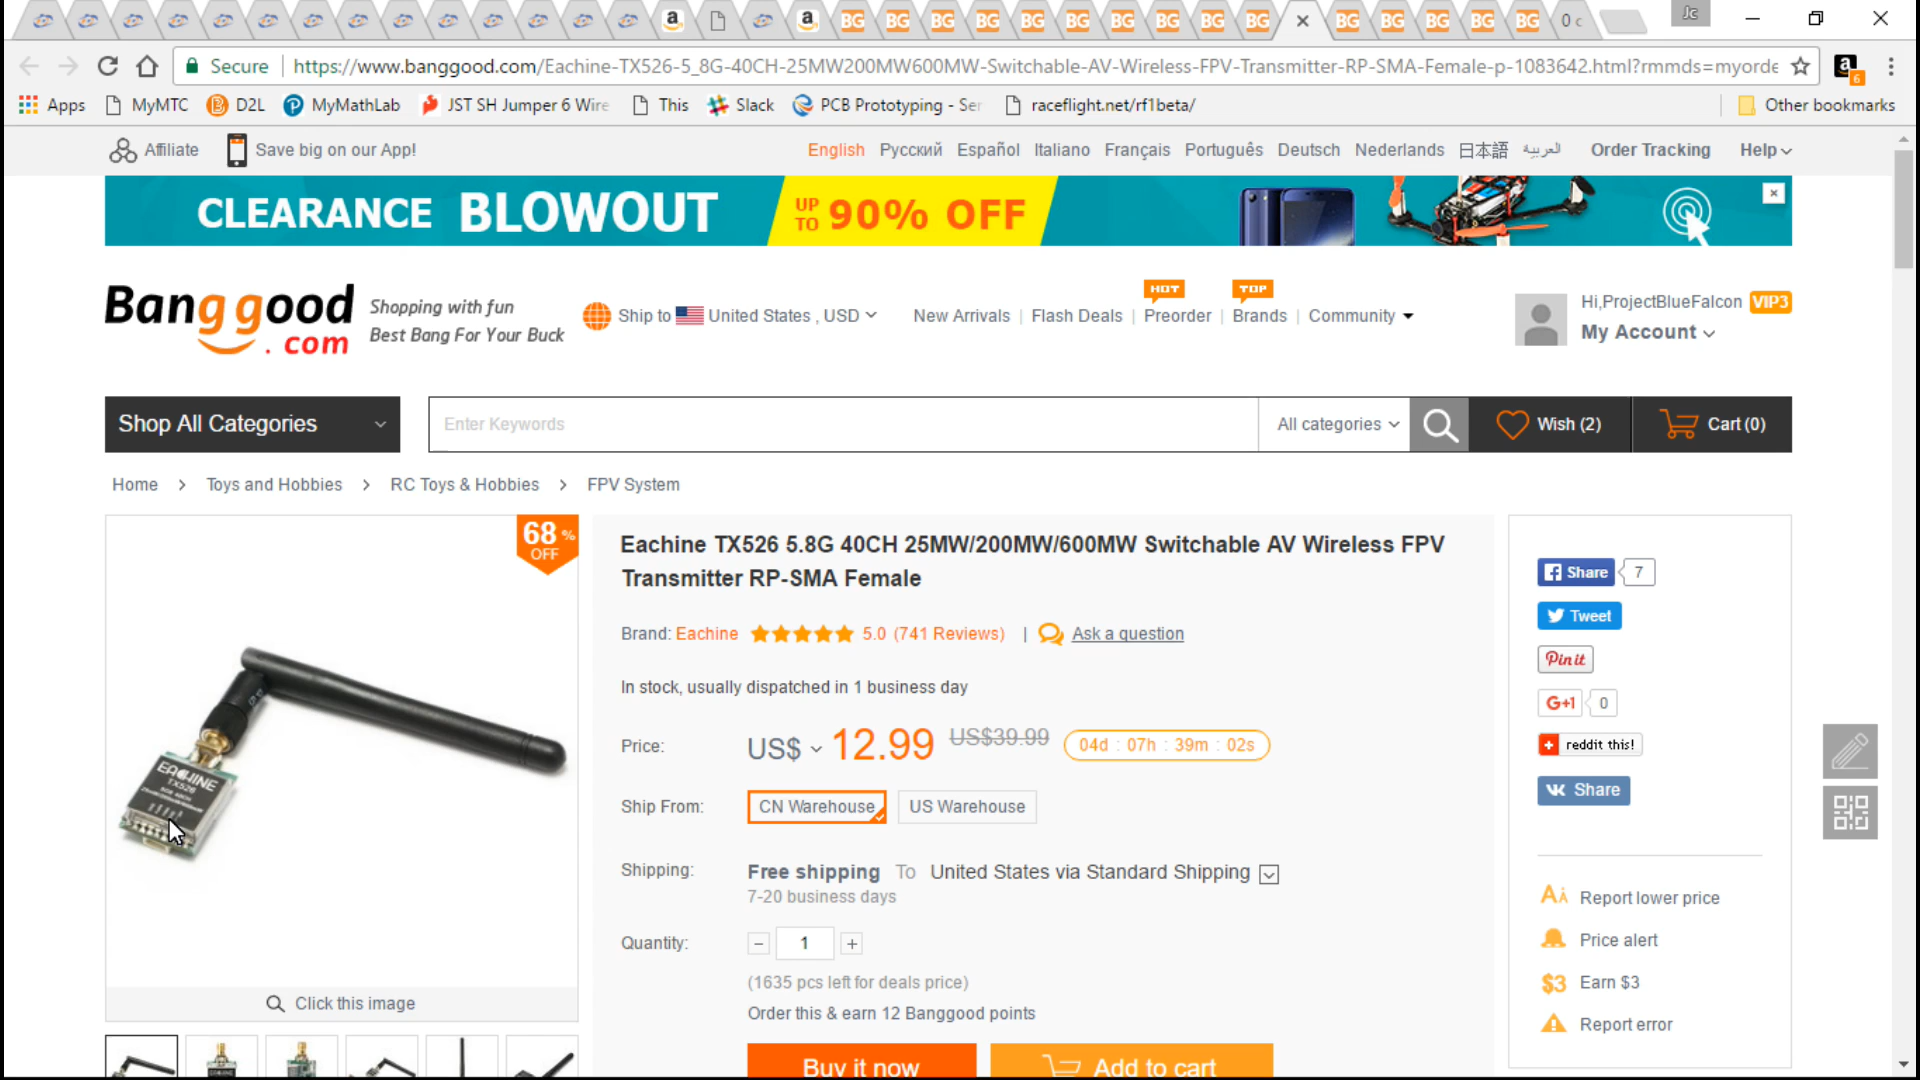 Jc
Secure
https://www.banggood.com/Eachine-TX526-5_8G-40CH-25MW200MW600MW-Switchable-AV-Wireless-FPV-Transmitter-RP-SMA-Female-p-1083642.html?rmmds=myorde
6
Apps MyMTC D2L MyMathLab JST SH Jumper 6 Wire This Slack PCB Prototyping - Ser raceflight.net/rf1beta/ Other bookmarks
Affiliate Save big on our App! English Русский Español Italiano Français Português Deutsch Nederlands 日本語 العربية Order Tracking Help
CLEARANCE BLOWOUT UP TO 90% OFF
Banggood.com
Shopping with fun
Best Bang For Your Buck
Ship to United States , USD
New Arrivals | Flash Deals | Preorder | Brands | Community
HOT
TOP
Hi,ProjectBlueFalcon VIP3
My Account
Shop All Categories Enter Keywords All categories Wish (2) Cart (0)
Home > Toys and Hobbies > RC Toys & Hobbies > FPV System
68% OFF
EACHINE
TX526
Click this image
Eachine TX526 5.8G 40CH 25MW/200MW/600MW Switchable AV Wireless FPV
Transmitter RP-SMA Female
Brand: Eachine 5.0 (741 Reviews) | Ask a question
In stock, usually dispatched in 1 business day
Price: US$ 12.99 US$39.99 04d : 07h : 39m : 02s
Ship From: CN Warehouse US Warehouse
Shipping: Free shipping To United States via Standard Shipping
7-20 business days
Quantity: − 1 +
(1635 pcs left for deals price)
Order this & earn 12 Banggood points
Buy it now Add to cart
Share 7
Tweet
Pin it
G+1 0
reddit this!
Share
Report lower price
Price alert
$3 Earn $3
Report error